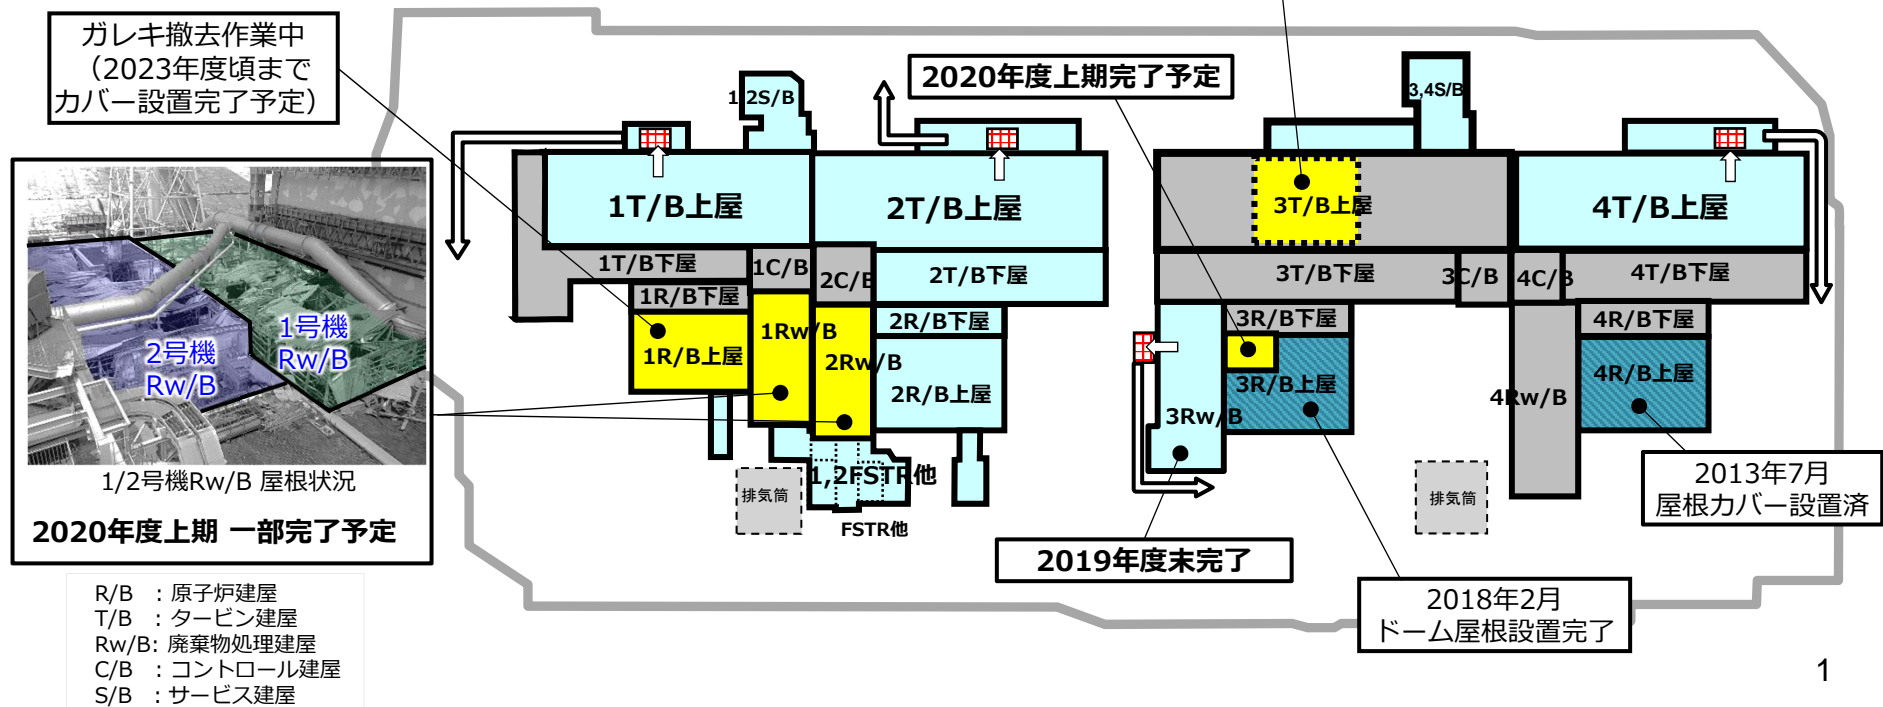 ガレキ撤去作業中
（2023年度頃まで
カバー設置完了予定）
2020年度上期完了予定
1,2S/B
3,4S/B
1T/B上屋
2T/B上屋
3T/B上屋
4T/B上屋
1T/B下屋
1C/B
2C/B
2T/B下屋
3T/B下屋
3C/B
4C/B
4T/B下屋
1R/B下屋
2R/B下屋
3R/B下屋
4R/B下屋
1R/B上屋
1Rw/B
2Rw/B
2R/B上屋
3Rw/B
3R/B上屋
4Rw/B
4R/B上屋
1号機
Rw/B
2号機
Rw/B
1/2号機Rw/B 屋根状況
2020年度上期 一部完了予定
排気筒
1,2FSTR他
FSTR他
排気筒
2019年度末完了
2013年7月
屋根カバー設置済
2018年2月
ドーム屋根設置完了
R/B ：原子炉建屋
T/B ：タービン建屋
Rw/B：廃棄物処理建屋
C/B ：コントロール建屋
S/B ：サービス建屋
1